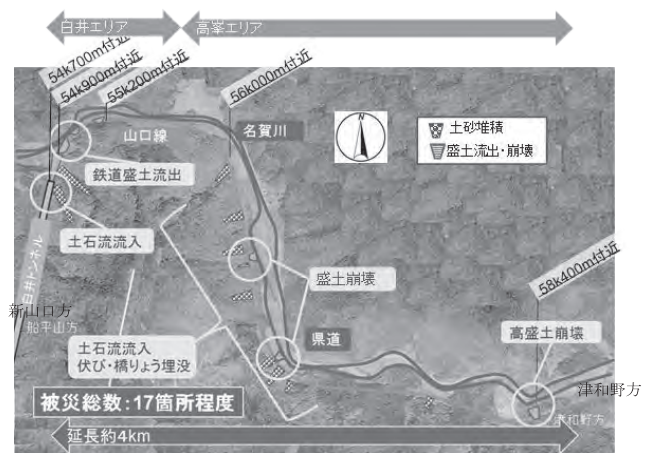 白井エリア
高峯エリア
54k700m付近
54k900m付近
55k200m付近
56k000m付近
山口線
名賀川
N
土砂堆積
盛土流出・崩壊
鉄道盛土流出
土石流流入
白井トンネル
盛土崩壊
58k400m付近
新山口方
船平山方
県道
高盛土崩壊
土石流流入
伏び・橋りょう埋没
津和野方
津和野方
被災総数:17箇所程度
延長約4km